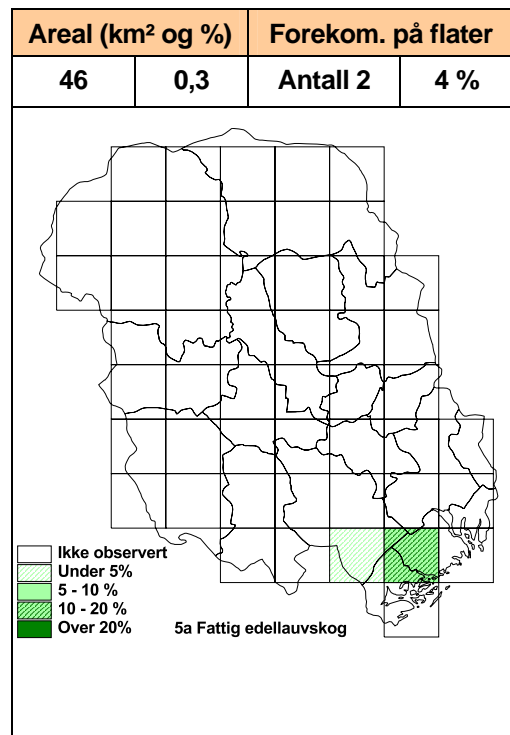 Areal (km² og %) Forekom. på flater
46 0,3 Antall 2 4 %
Ikke observert
Under 5%
5 - 10 %
10 - 20 %
Over 20% 5a Fattig edellauvskog